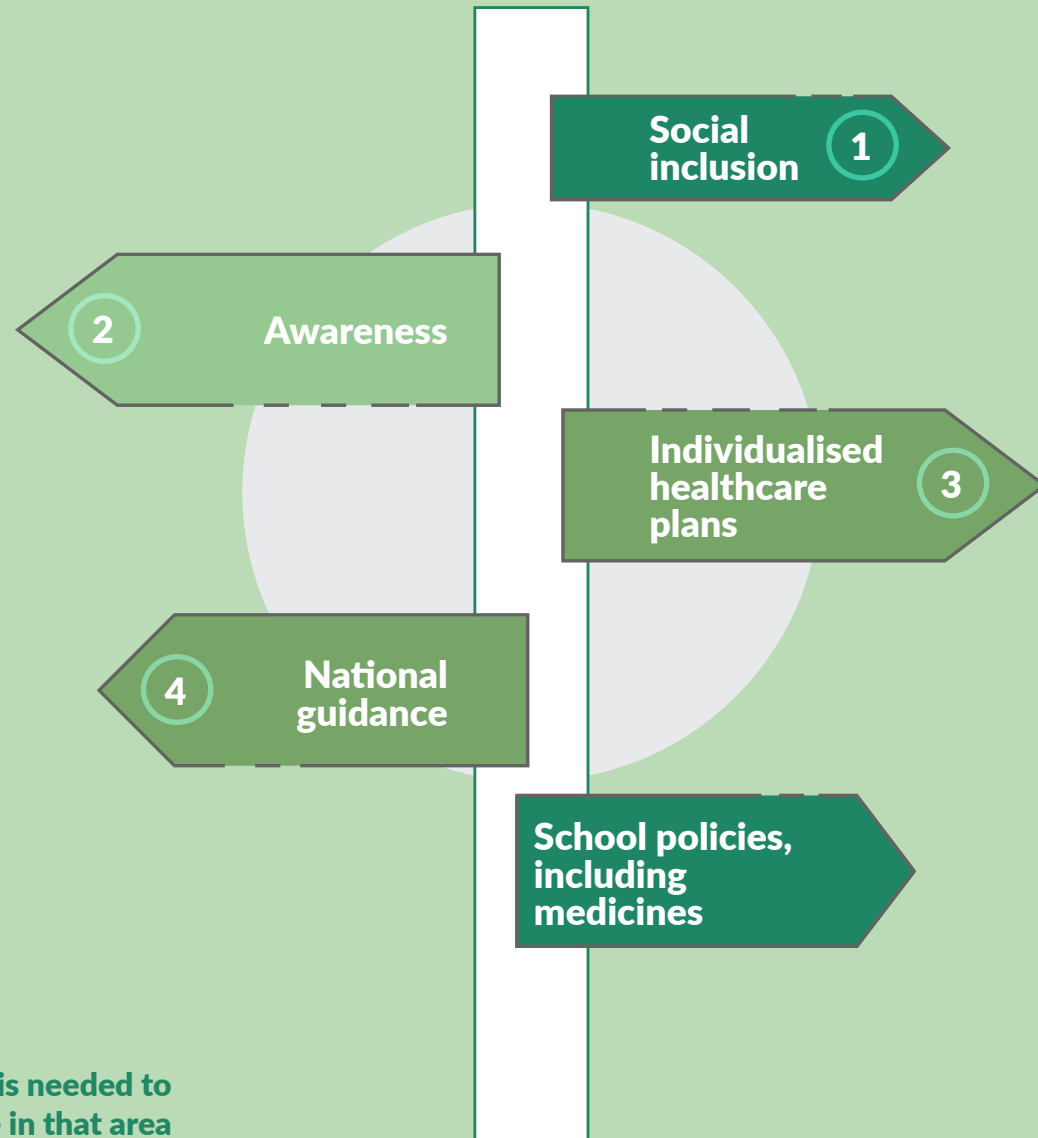 Social
inclusion
1
2
Awareness
Individualised
healthcare
plans
3
4
National
guidance
School policies,
including
medicines
is needed to
in that area